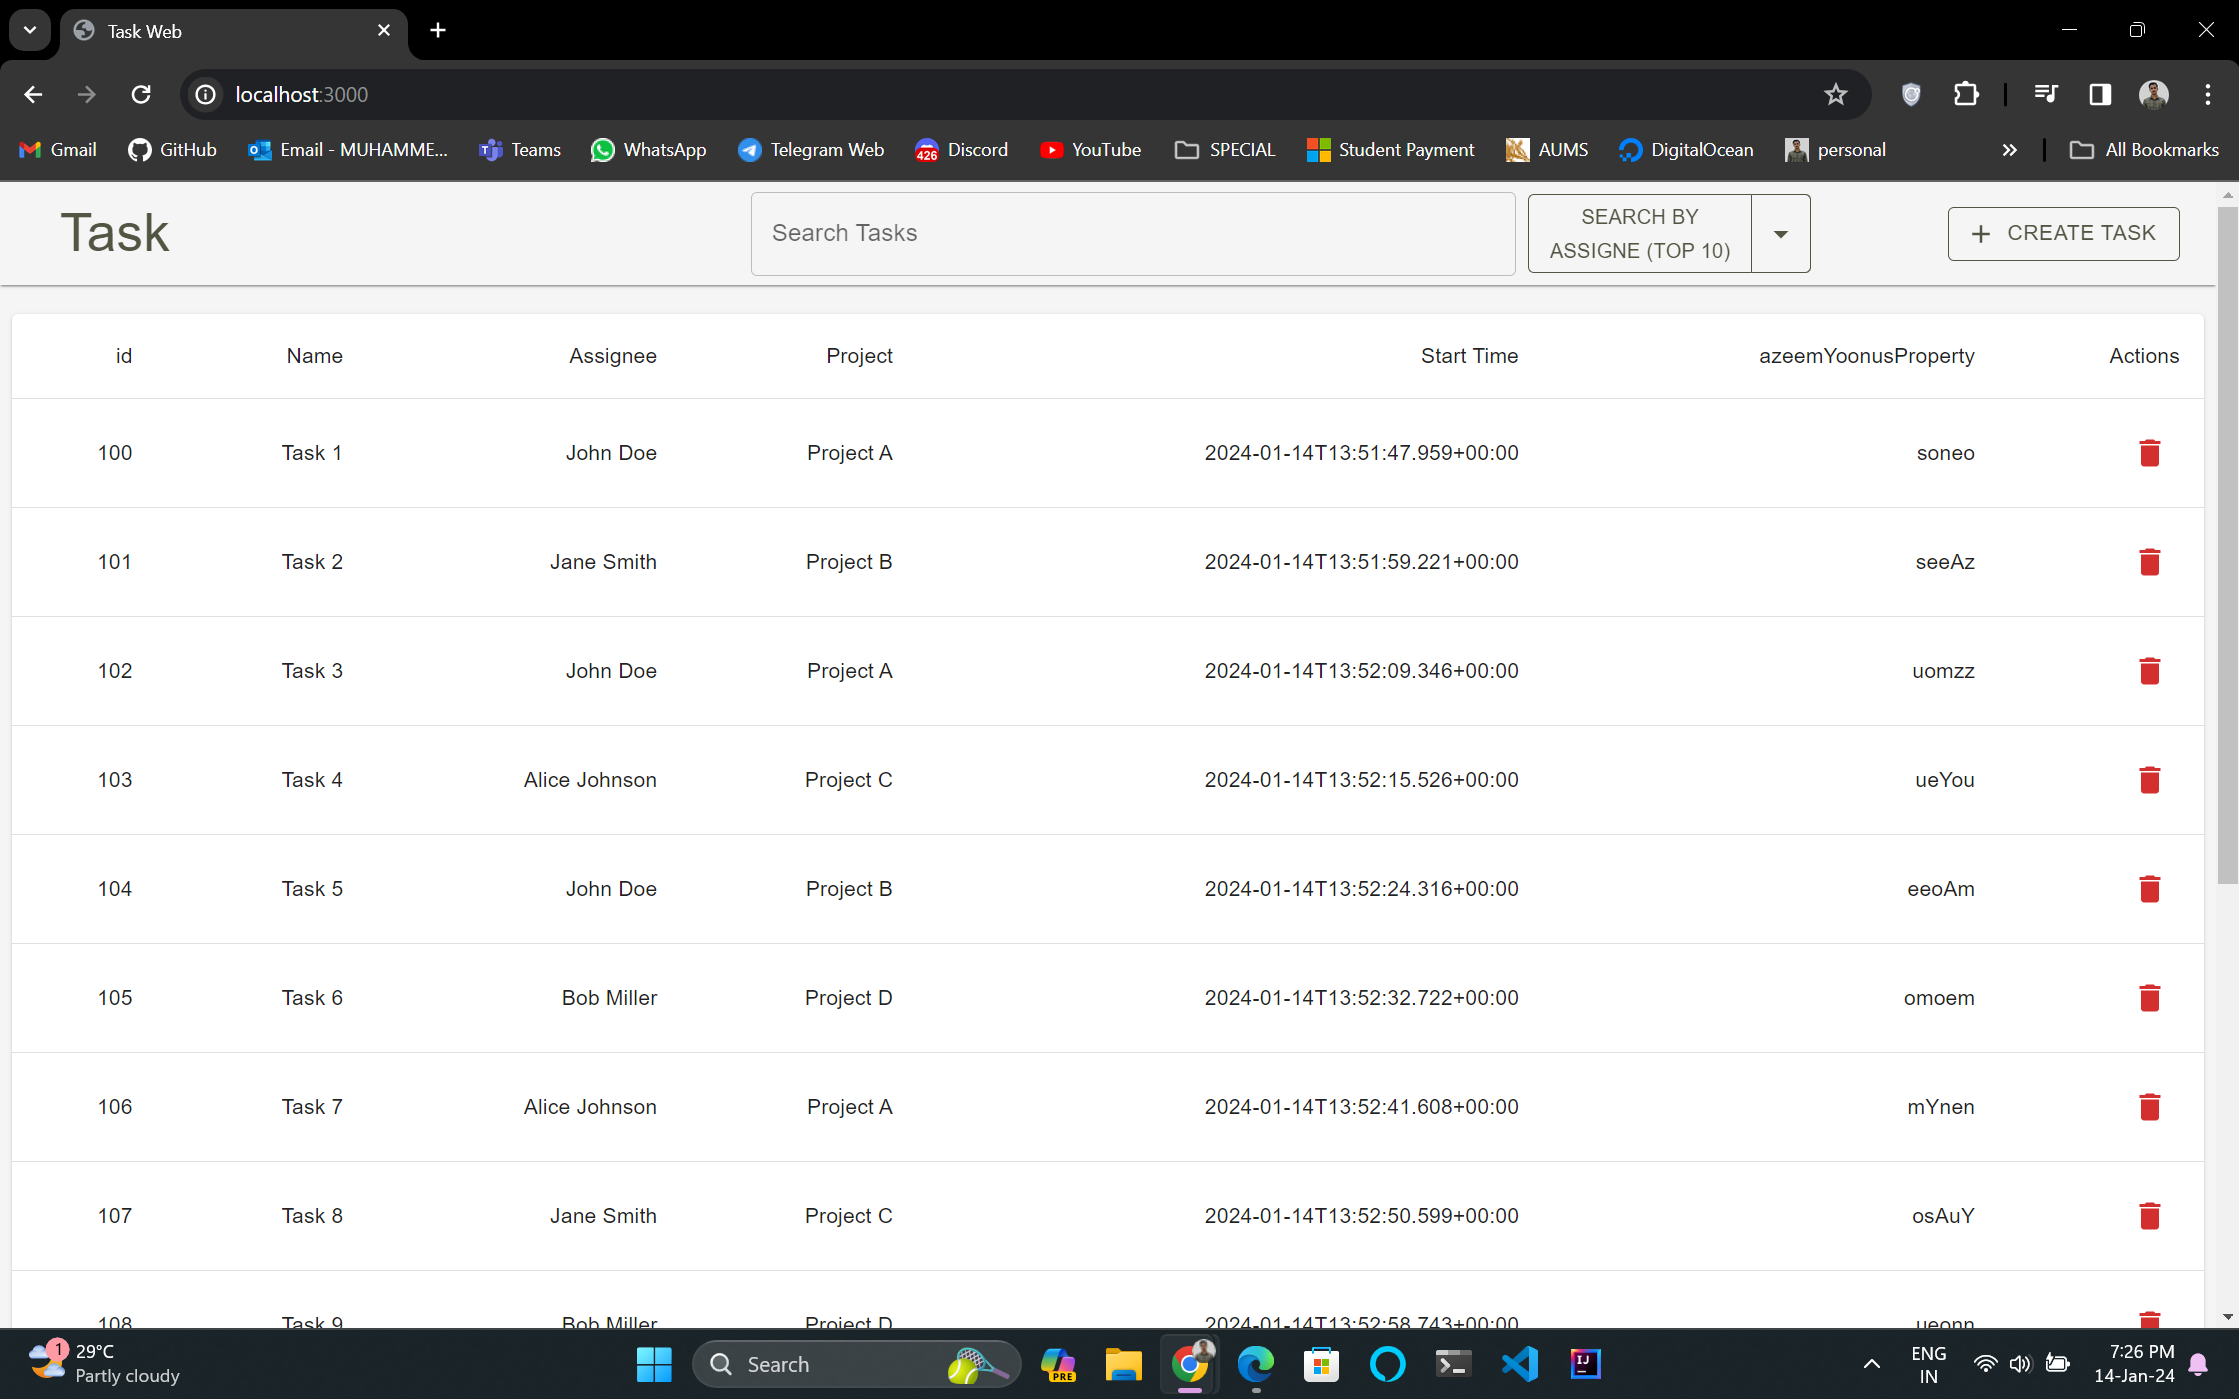 Task Web
localhost:3000
Gmail GitHub Email - MUHAMME... Teams WhatsApp Telegram Web 426 Discord YouTube SPECIAL Student Payment AUMS DigitalOcean personal All Bookmarks
Task
Search Tasks
SEARCH BY
ASSIGNE (TOP 10)
CREATE TASK
id Name Assignee Project Start Time azeemYoonusProperty Actions
100 Task 1 John Doe Project A 2024-01-14T13:51:47.959+00:00 soneo
101 Task 2 Jane Smith Project B 2024-01-14T13:51:59.221+00:00 seeAz
102 Task 3 John Doe Project A 2024-01-14T13:52:09.346+00:00 uomzz
103 Task 4 Alice Johnson Project C 2024-01-14T13:52:15.526+00:00 ueYou
104 Task 5 John Doe Project B 2024-01-14T13:52:24.316+00:00 eeoAm
105 Task 6 Bob Miller Project D 2024-01-14T13:52:32.722+00:00 omoem
106 Task 7 Alice Johnson Project A 2024-01-14T13:52:41.608+00:00 mYnen
107 Task 8 Jane Smith Project C 2024-01-14T13:52:50.599+00:00 osAuY
108 Task 9 Bob Miller Project D 2024-01-14T13:52:58.743+00:00 ueonn
1
29°C
Partly cloudy
Search
PRE
IJ
ENG
IN
7:26 PM
14-Jan-24